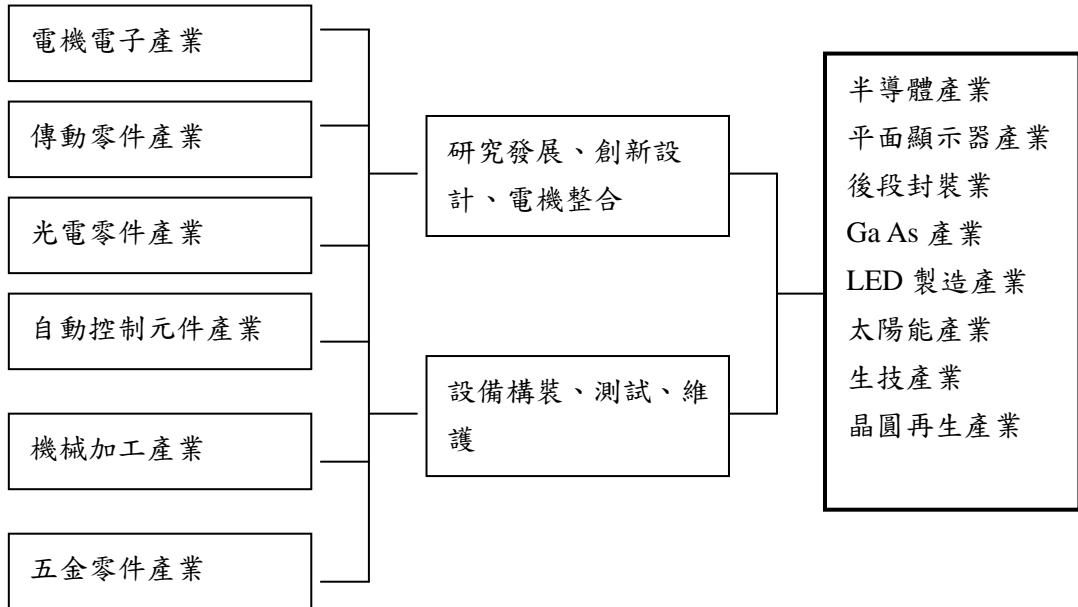 電機電子產業
傳動零件產業
光電零件產業
自動控制元件產業
機械加工產業
五金零件產業
研究發展、創新設
計、電機整合
設備構裝、測試、維
護
半導體產業
平面顯示器產業
後段封裝業
Ga As 產業
LED 製造產業
太陽能產業
生技產業
晶圓再生產業